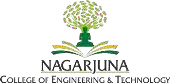 NAGARJUNA
COLLEGE OF ENGINEERING & TECHNOLOGY